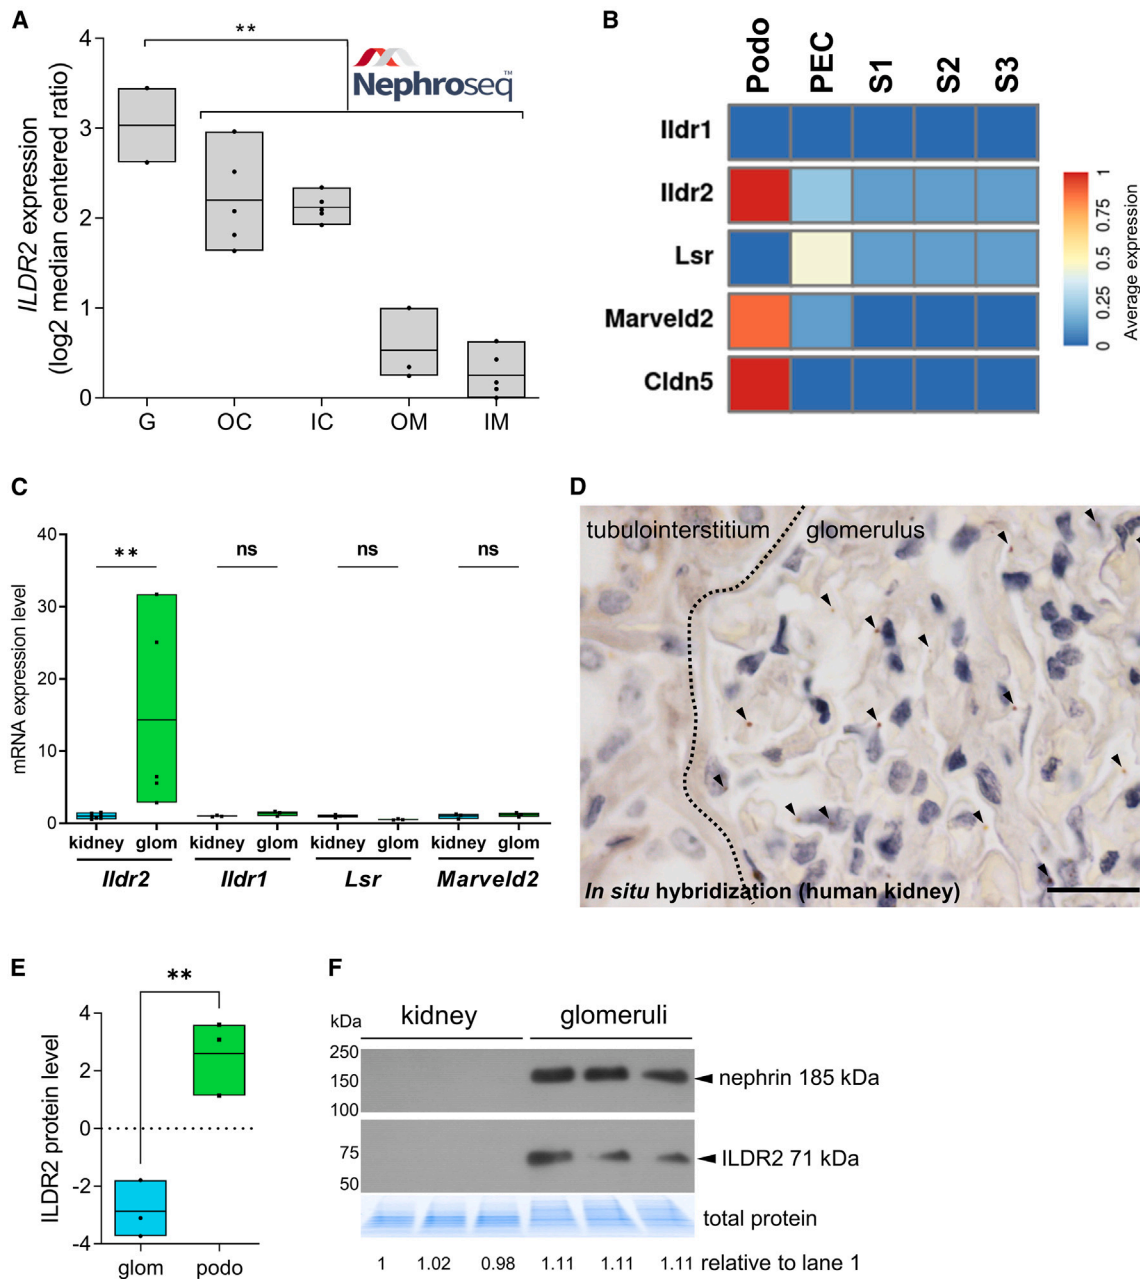 A
ILDR2 expression
(log2 median centered ratio)
4
3
2
1
0
**
Nephroseq™
G OC IC OM IM
B
Podo PEC S1 S2 S3
Ildr1
Ildr2
Lsr
Marveld2
Cldn5
1
0.75
0.5
0.25
0
Average expression
C
mRNA expression level
40
30
20
10
0
** ns ns ns
kidney glom kidney glom kidney glom kidney glom
Ildr2 Ildr1 Lsr Marveld2
D
tubulointerstitium glomerulus
In situ hybridization (human kidney)
E
ILDR2 protein level
**
4
2
0
-2
-4
glom podo
F
kDa kidney glomeruli
250
150
100
nephrin 185 kDa
75
50
ILDR2 71 kDa
total protein
1 1.02 0.98 1.11 1.11 1.11 relative to lane 1